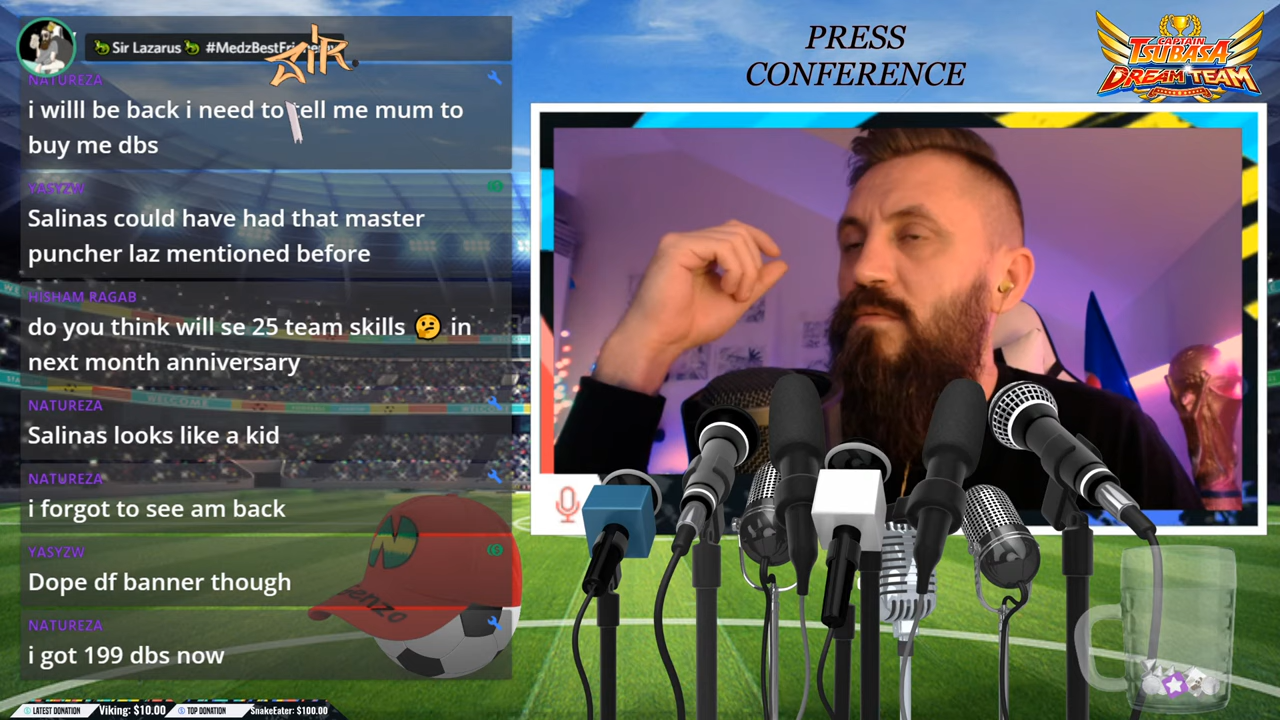 Sir Lazarus #MedzBestFrienemy
SIR
NATUREZA
i willl be back i need to tell me mum to
buy me dbs
YASYZW
Salinas could have had that master
puncher laz mentioned before
HISHAM RAGAB
do you think will se 25 team skills 🤨 in
next month anniversary
NATUREZA
Salinas looks like a kid
NATUREZA
i forgot to see am back
YASYZW
Dope df banner though
NATUREZA
i got 199 dbs now
LATEST DONATION Viking: $10.00 TOP DONATION SnakeEater: $100.00
PRESS
CONFERENCE
CAPTAIN
TSUBASA
DREAM TEAM
WELCOME
N